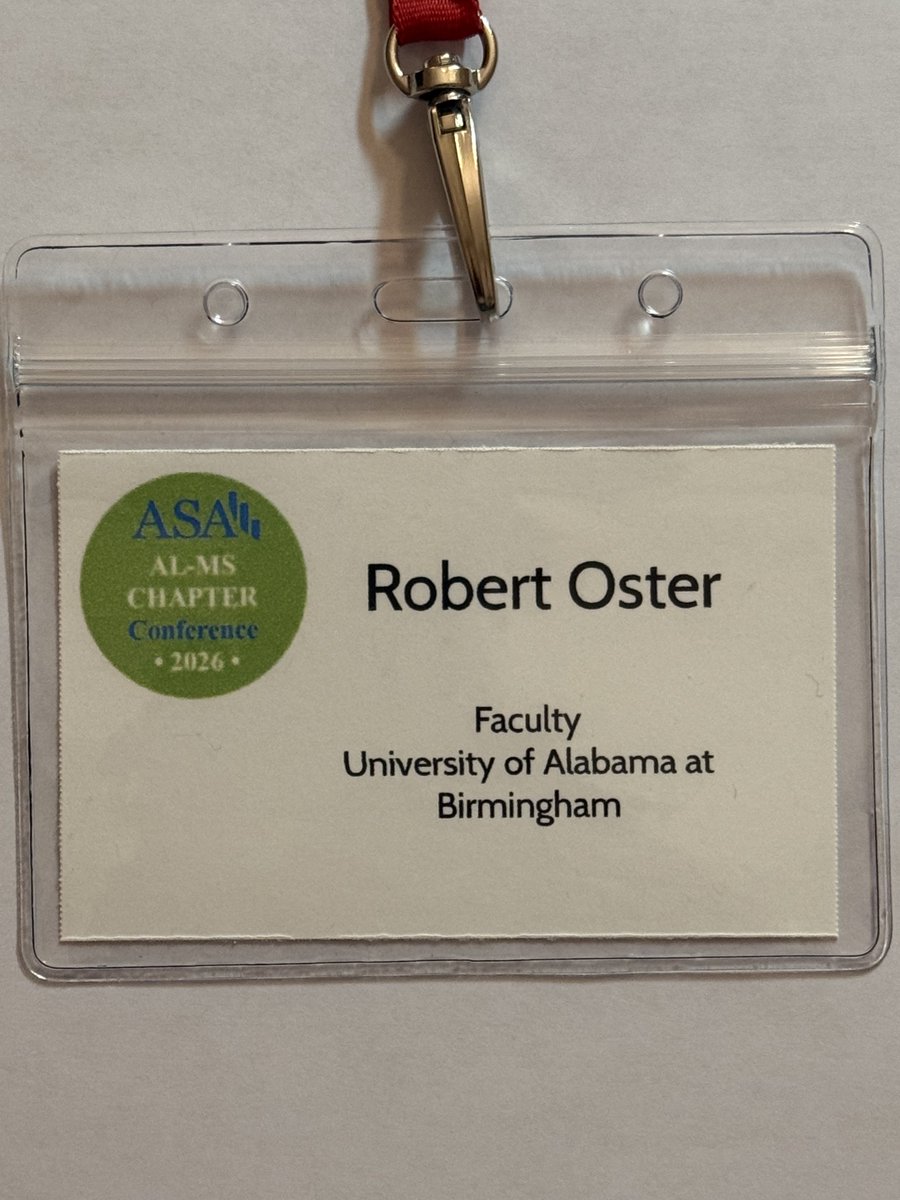 ASA
AL-MS
CHAPTER
Conference
• 2026 •
Robert Oster
Faculty
University of Alabama at
Birmingham